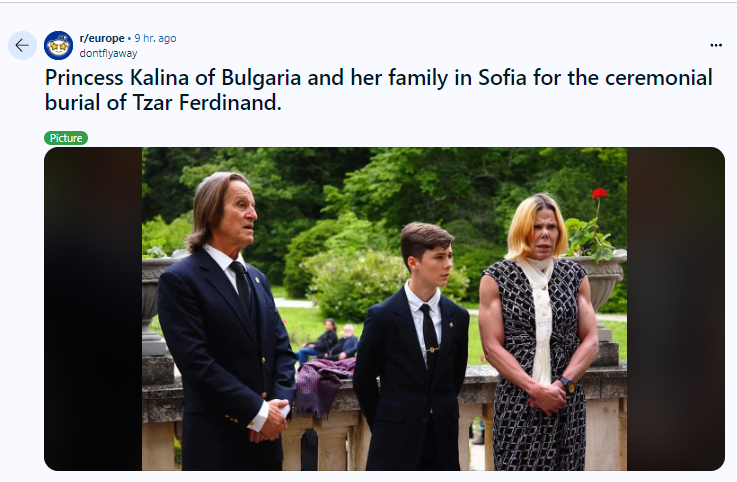 r/europe • 9 hr. ago
dontflyaway
Princess Kalina of Bulgaria and her family in Sofia for the ceremonial
burial of Tzar Ferdinand.
Picture